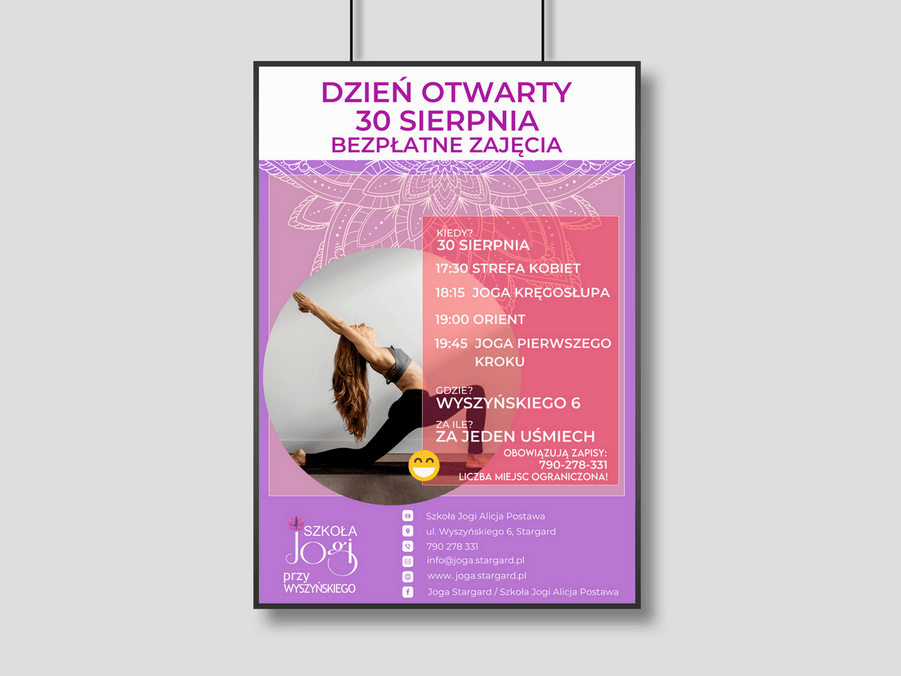 DZIEŃ OTWARTY
30 SIERPNIA
BEZPŁATNE ZAJĘCIA
KIEDY?
30 SIERPNIA
17:30 STREFA KOBIET
18:15 JOGA KRĘGOSŁUPA
19:00 ORIENT
19:45 JOGA PIERWSZEGO
KROKU
GDZIE?
WYSZYŃSKIEGO 6
ZA ILE?
ZA JEDEN UŚMIECH
OBOWIĄZUJĄ ZAPISY:
790-278-331
LICZBA MIEJSC OGRANICZONA!
SZKOŁA
Jogi
przy
WYSZYŃSKIEGO
Szkoła Jogi Alicja Postawa
ul. Wyszyńskiego 6, Stargard
790 278 331
info@joga.stargard.pl
www. joga.stargard.pl
Joga Stargard / Szkoła Jogi Alicja Postawa